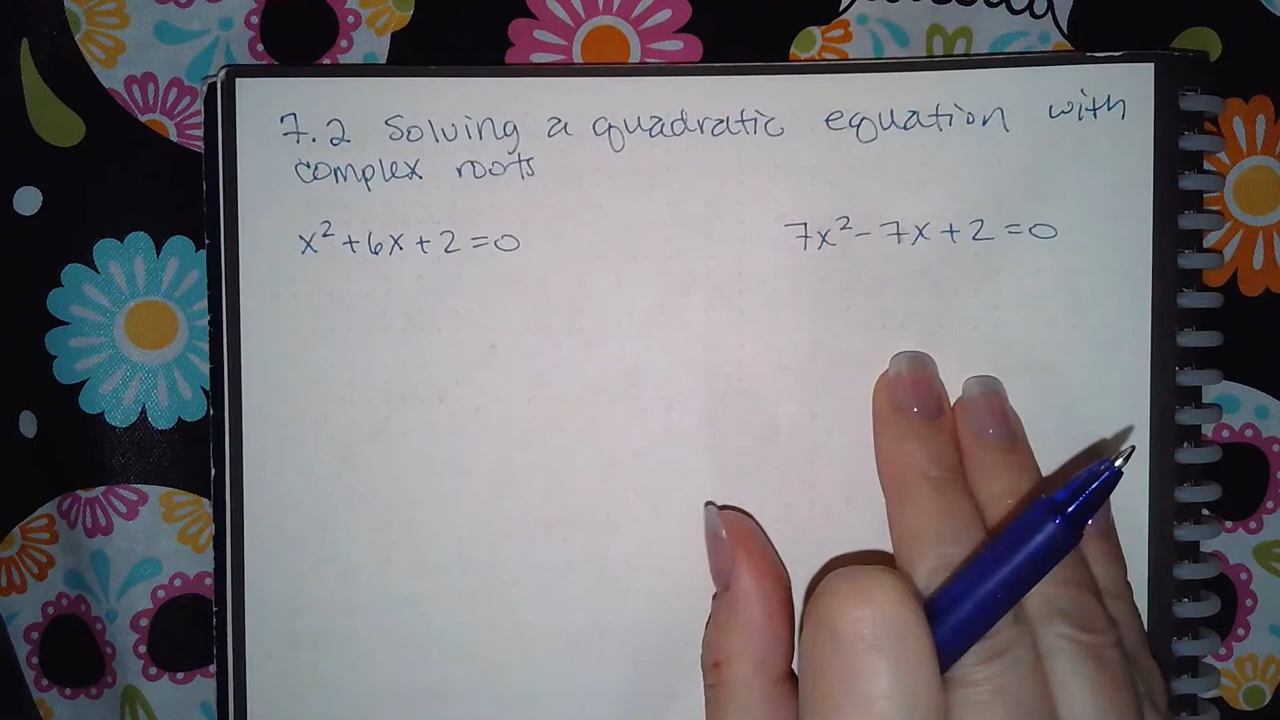 7.2 Solving a quadratic equation with
complex roots
x²+6x+2=0
7x²-7x+2=0